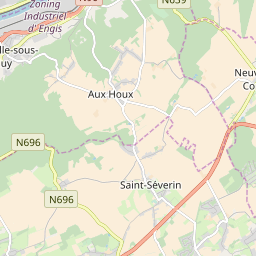 Zoning
Industriel
d'Engis
N639
lle-sous-
uy
Aux Houx
Neuv
Co
N696
N696
Saint-Séverin